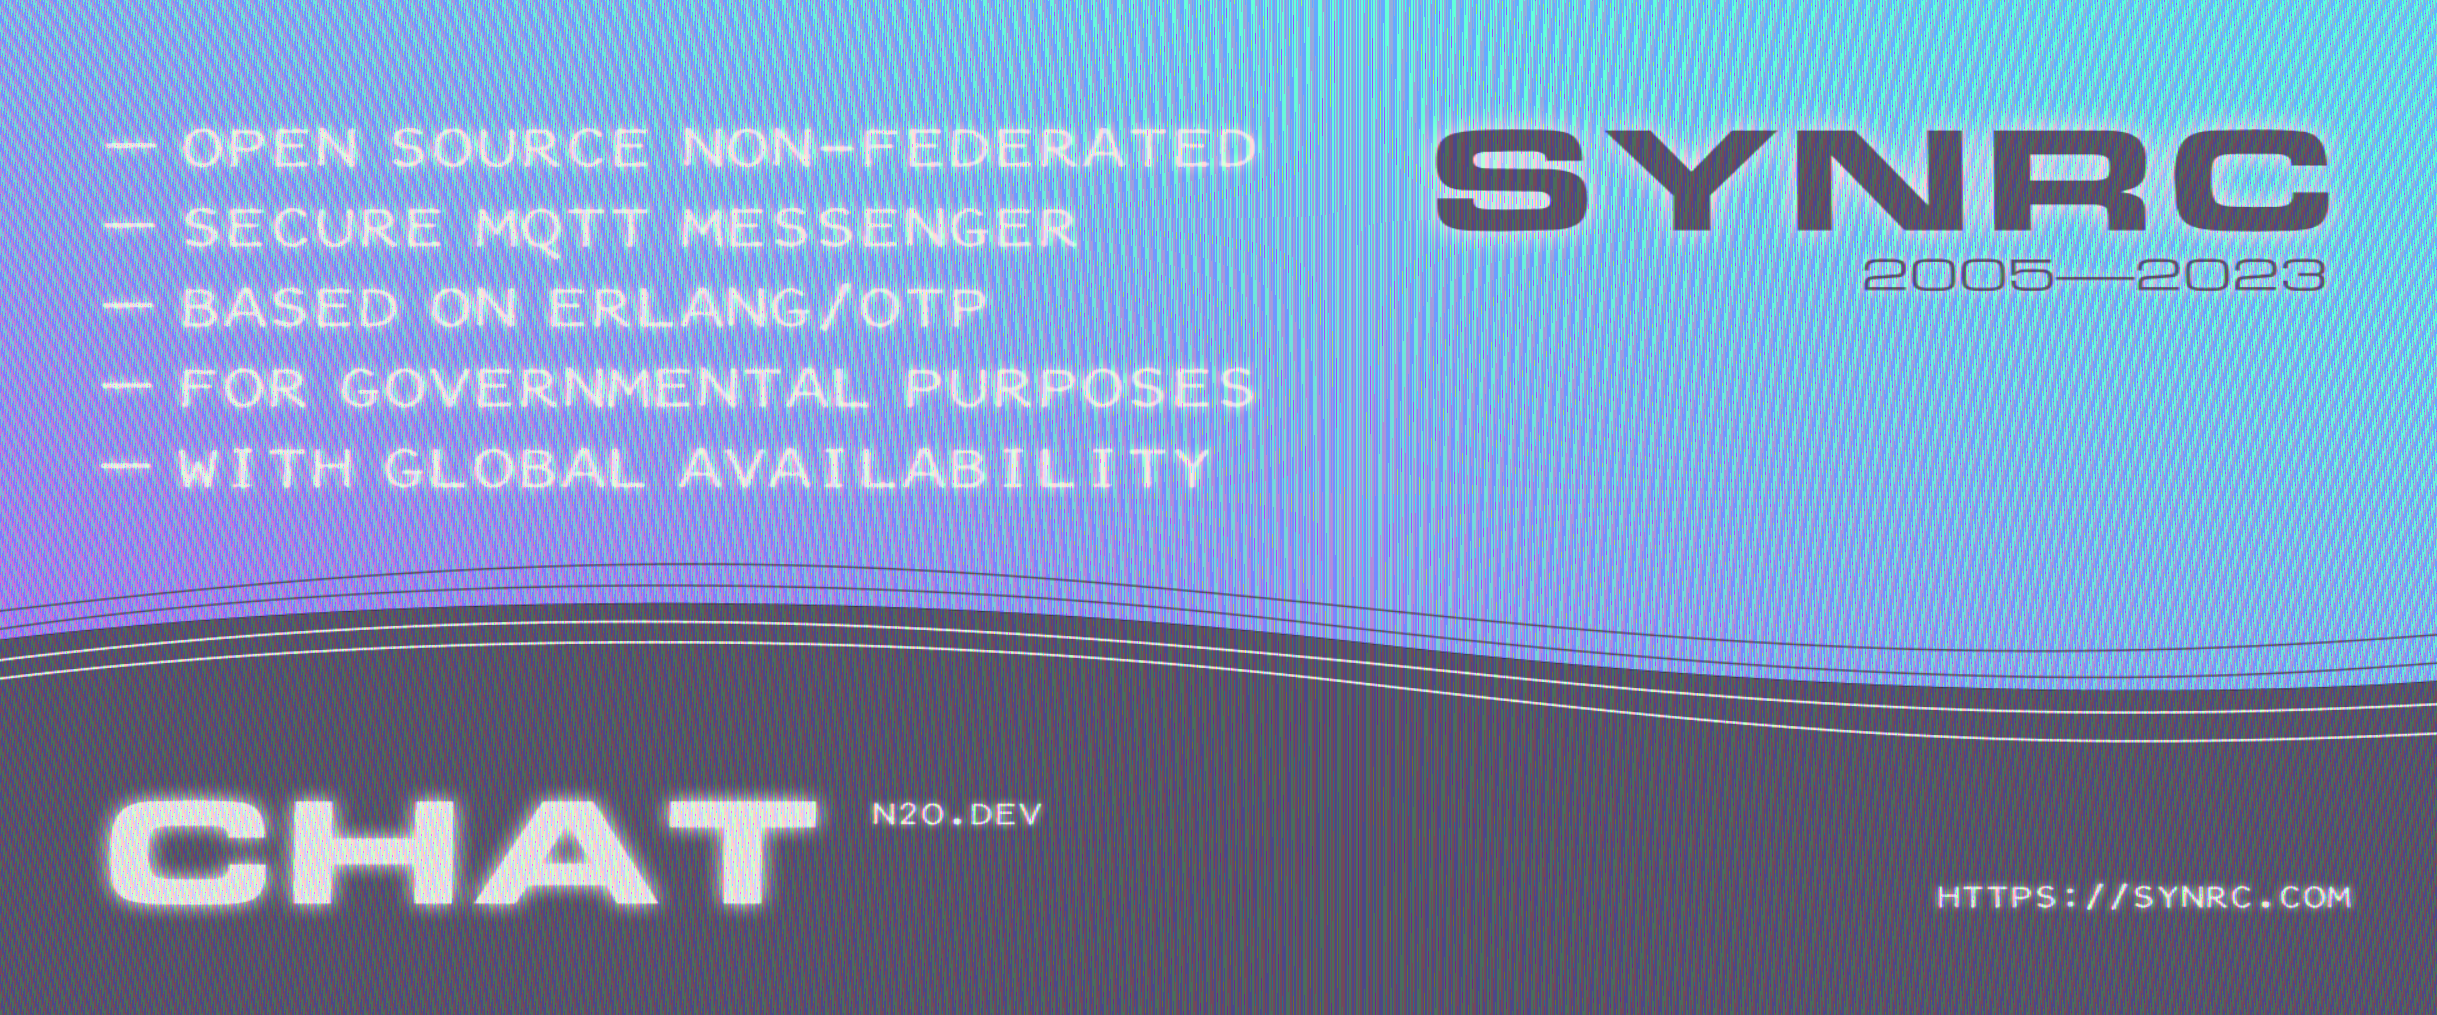 — OPEN SOURCE NON-FEDERATED
— SECURE MQTT MESSENGER
— BASED ON ERLANG/OTP
— FOR GOVERNMENTAL PURPOSES
— WITH GLOBAL AVAILABILITY
SYNRC
2005—2023
CHAT
N2O.DEV
HTTPS://SYNRC.COM